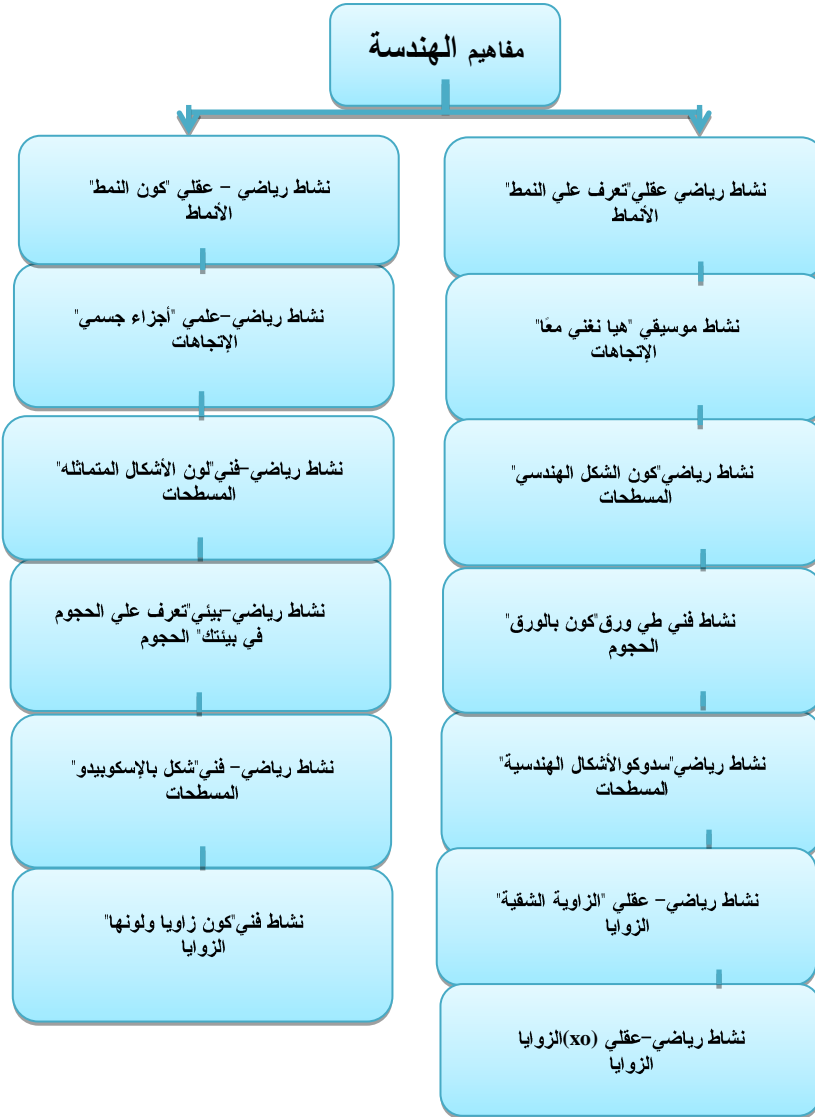 مفاهيم الهندسة
نشاط رياضي عقلي"تعرف علي النمط"
الأنماط
نشاط موسيقي "هيا نغني معًا"
الإتجاهات
نشاط رياضي"كون الشكل الهندسي"
المسطحات
نشاط فني طي ورق"كون بالورق"
الحجوم
نشاط رياضي"سدوكوالأشكال الهندسية"
المسطحات
نشاط رياضي– عقلي "الزاوية الشقية"
الزوايا
نشاط رياضي–عقلي (xo)الزوايا
الزوايا
نشاط رياضي – عقلي "كون النمط"
الأنماط
نشاط رياضي–علمي "أجزاء جسمي"
الإتجاهات
نشاط رياضي–فني"لون الأشكال المتماثله"
المسطحات
نشاط رياضي–بيئي"تعرف علي الحجوم
في بيئتك" الحجوم
نشاط رياضي– فني"شكل بالإسكوبيدو"
المسطحات
نشاط فني"كون زاويا ولونها"
الزوايا